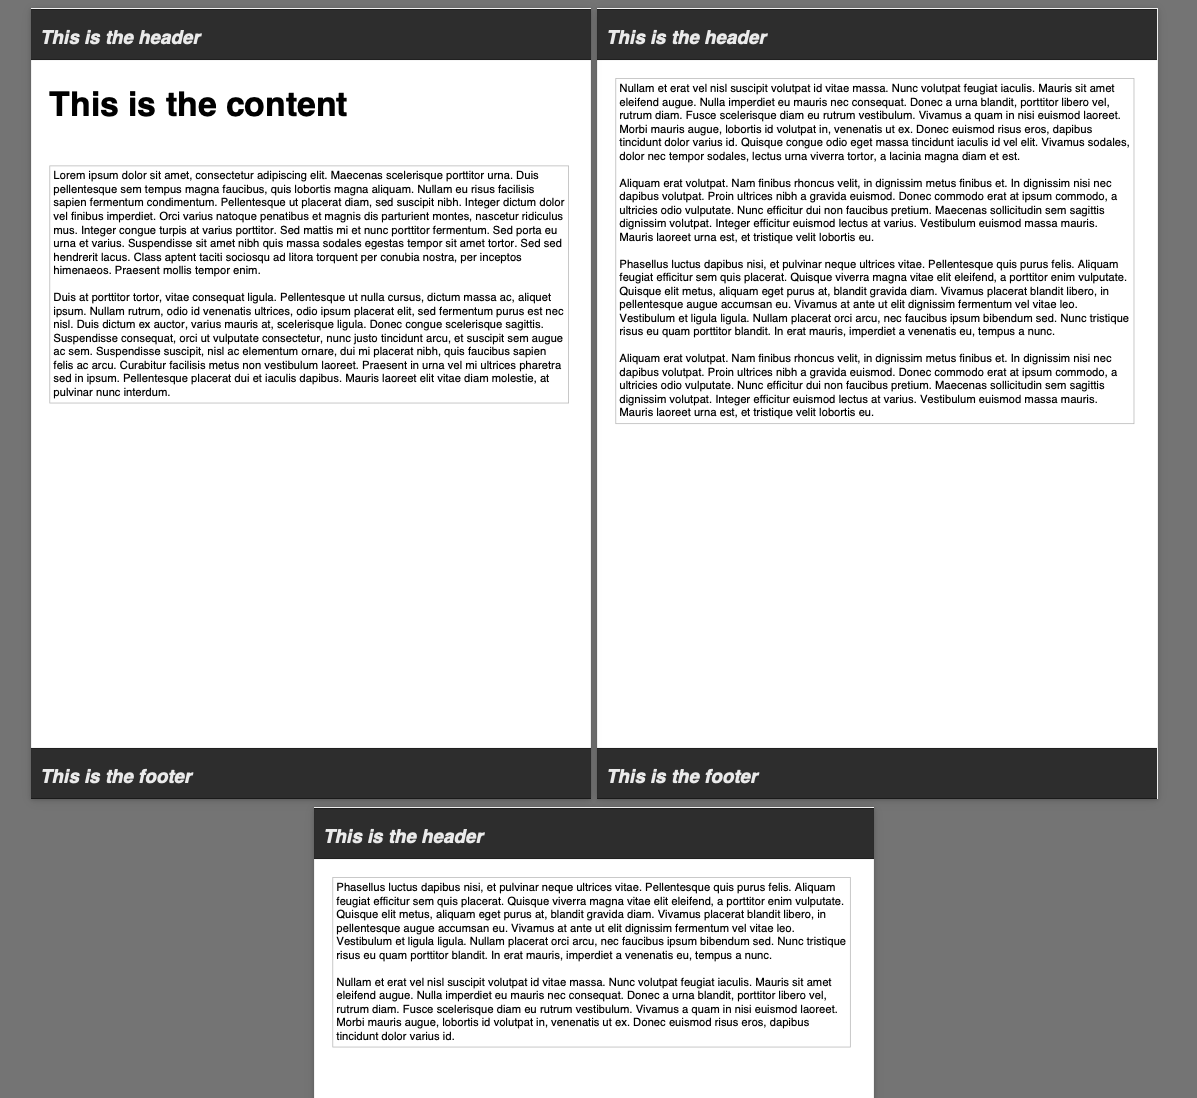 This is the header
This is the content
Lorem ipsum dolor sit amet, consectetur adipiscing elit. Maecenas scelerisque porttitor urna. Duis
pellentesque sem tempus magna faucibus, quis lobortis magna aliquam. Nullam eu risus facilisis
sapien fermentum condimentum. Pellentesque ut placerat diam, sed suscipit nibh. Integer dictum dolor
vel finibus imperdiet. Orci varius natoque penatibus et magnis dis parturient montes, nascetur ridiculus
mus. Integer congue turpis at varius porttitor. Sed mattis mi et nunc porttitor fermentum. Sed porta eu
urna et varius. Suspendisse sit amet nibh quis massa sodales egestas tempor sit amet tortor. Sed sed
hendrerit lacus. Class aptent taciti sociosqu ad litora torquent per conubia nostra, per inceptos
himenaeos. Praesent mollis tempor enim.
Duis at porttitor tortor, vitae consequat ligula. Pellentesque ut nulla cursus, dictum massa ac, aliquet
ipsum. Nullam rutrum, odio id venenatis ultrices, odio ipsum placerat elit, sed fermentum purus est nec
nisl. Duis dictum ex auctor, varius mauris at, scelerisque ligula. Donec congue scelerisque sagittis.
Suspendisse consequat, orci ut vulputate consectetur, nunc justo tincidunt arcu, et suscipit sem augue
ac sem. Suspendisse suscipit, nisl ac elementum ornare, dui mi placerat nibh, quis faucibus sapien
felis ac arcu. Curabitur facilisis metus non vestibulum laoreet. Praesent in urna vel mi ultrices pharetra
sed in ipsum. Pellentesque placerat dui et iaculis dapibus. Mauris laoreet elit vitae diam molestie, at
pulvinar nunc interdum.
This is the footer
This is the header
Nullam et erat vel nisl suscipit volutpat id vitae massa. Nunc volutpat feugiat iaculis. Mauris sit amet
eleifend augue. Nulla imperdiet eu mauris nec consequat. Donec a urna blandit, porttitor libero vel,
rutrum diam. Fusce scelerisque diam eu rutrum vestibulum. Vivamus a quam in nisi euismod laoreet.
Morbi mauris augue, lobortis id volutpat in, venenatis ut ex. Donec euismod risus eros, dapibus
tincidunt dolor varius id. Quisque congue odio eget massa tincidunt iaculis id vel elit. Vivamus sodales,
dolor nec tempor sodales, lectus urna viverra tortor, a lacinia magna diam et est.
Aliquam erat volutpat. Nam finibus rhoncus velit, in dignissim metus finibus et. In dignissim nisi nec
dapibus volutpat. Proin ultrices nibh a gravida euismod. Donec commodo erat at ipsum commodo, a
ultricies odio vulputate. Nunc efficitur dui non faucibus pretium. Maecenas sollicitudin sem sagittis
dignissim volutpat. Integer efficitur euismod lectus at varius. Vestibulum euismod massa mauris.
Mauris laoreet urna est, et tristique velit lobortis eu.
Phasellus luctus dapibus nisi, et pulvinar neque ultrices vitae. Pellentesque quis purus felis. Aliquam
feugiat efficitur sem quis placerat. Quisque viverra magna vitae elit eleifend, a porttitor enim vulputate.
Quisque elit metus, aliquam eget purus at, blandit gravida diam. Vivamus placerat blandit libero, in
pellentesque augue accumsan eu. Vivamus at ante ut elit dignissim fermentum vel vitae leo.
Vestibulum et ligula ligula. Nullam placerat orci arcu, nec faucibus ipsum bibendum sed. Nunc tristique
risus eu quam porttitor blandit. In erat mauris, imperdiet a venenatis eu, tempus a nunc.
Aliquam erat volutpat. Nam finibus rhoncus velit, in dignissim metus finibus et. In dignissim nisi nec
dapibus volutpat. Proin ultrices nibh a gravida euismod. Donec commodo erat at ipsum commodo, a
ultricies odio vulputate. Nunc efficitur dui non faucibus pretium. Maecenas sollicitudin sem sagittis
dignissim volutpat. Integer efficitur euismod lectus at varius. Vestibulum euismod massa mauris.
Mauris laoreet urna est, et tristique velit lobortis eu.
This is the footer
This is the header
Phasellus luctus dapibus nisi, et pulvinar neque ultrices vitae. Pellentesque quis purus felis. Aliquam
feugiat efficitur sem quis placerat. Quisque viverra magna vitae elit eleifend, a porttitor enim vulputate.
Quisque elit metus, aliquam eget purus at, blandit gravida diam. Vivamus placerat blandit libero, in
pellentesque augue accumsan eu. Vivamus at ante ut elit dignissim fermentum vel vitae leo.
Vestibulum et ligula ligula. Nullam placerat orci arcu, nec faucibus ipsum bibendum sed. Nunc tristique
risus eu quam porttitor blandit. In erat mauris, imperdiet a venenatis eu, tempus a nunc.
Nullam et erat vel nisl suscipit volutpat id vitae massa. Nunc volutpat feugiat iaculis. Mauris sit amet
eleifend augue. Nulla imperdiet eu mauris nec consequat. Donec a urna blandit, porttitor libero vel,
rutrum diam. Fusce scelerisque diam eu rutrum vestibulum. Vivamus a quam in nisi euismod laoreet.
Morbi mauris augue, lobortis id volutpat in, venenatis ut ex. Donec euismod risus eros, dapibus
tincidunt dolor varius id.